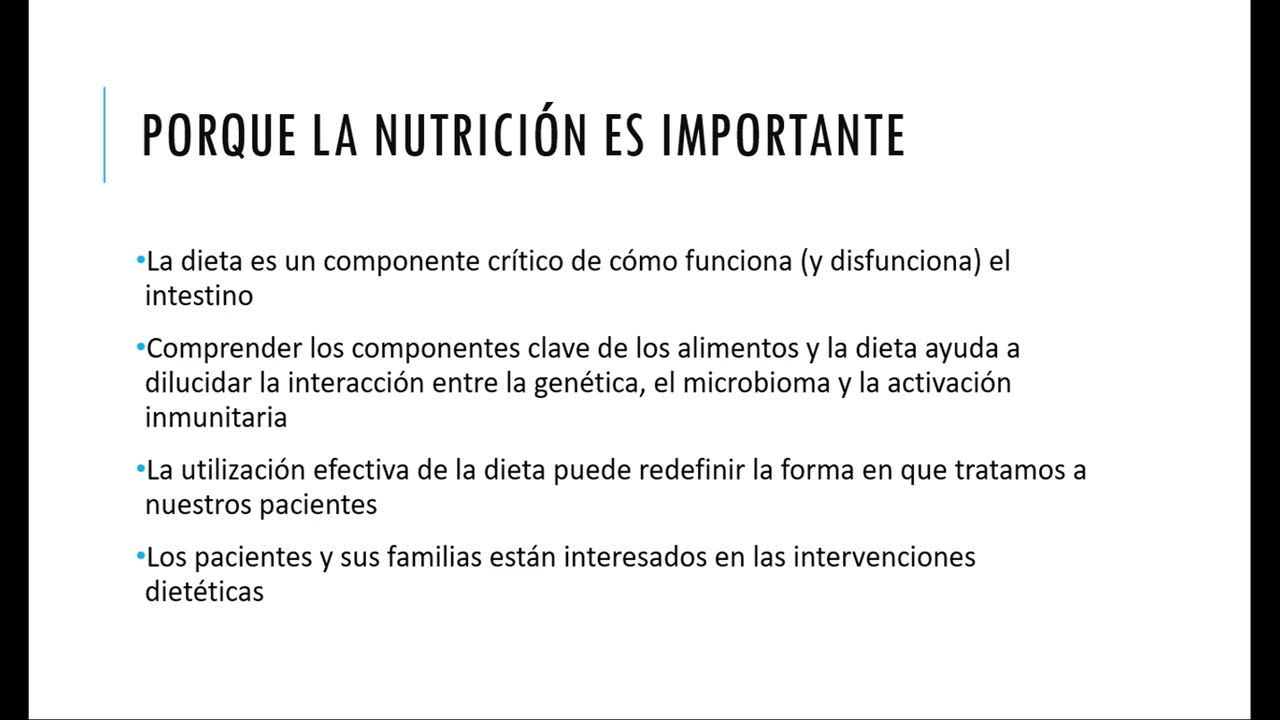 PORQUE LA NUTRICIÓN ES IMPORTANTE
•La dieta es un componente crítico de cómo funciona (y disfunciona) el
intestino
•Comprender los componentes clave de los alimentos y la dieta ayuda a
dilucidar la interacción entre la genética, el microbioma y la activación
inmunitaria
•La utilización efectiva de la dieta puede redefinir la forma en que tratamos a
nuestros pacientes
•Los pacientes y sus familias están interesados en las intervenciones
dietéticas